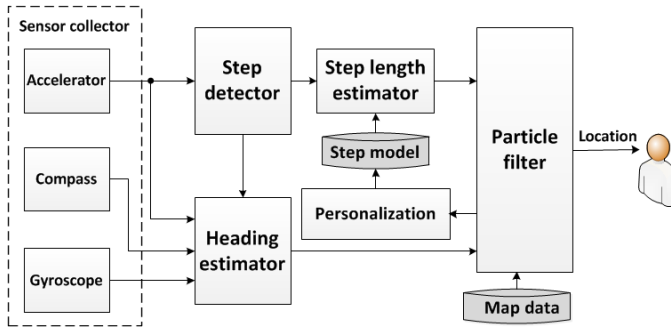 Sensor collector
Accelerator
Step
detector
Step length
estimator
Particle
filter
Location
Step model
Compass
Personalization
Heading
estimator
Gyroscope
Map data